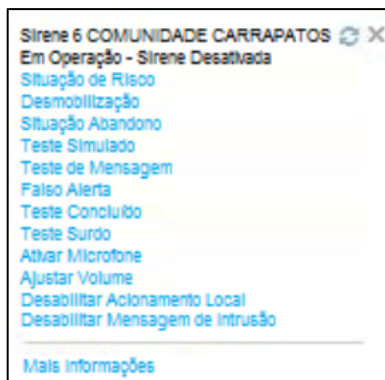 Sirene 6 COMUNIDADE CARRAPATOS
Em Operação - Sirene Desativada
Situação de Risco
Desmobilização
Situação Abandono
Teste Simulado
Teste de Mensagem
Falso Alerta
Teste Concluído
Teste Surdo
Ativar Microfone
Ajustar Volume
Desabilitar Acionamento Local
Desabilitar Mensagem de Intrusão
Mais Informações